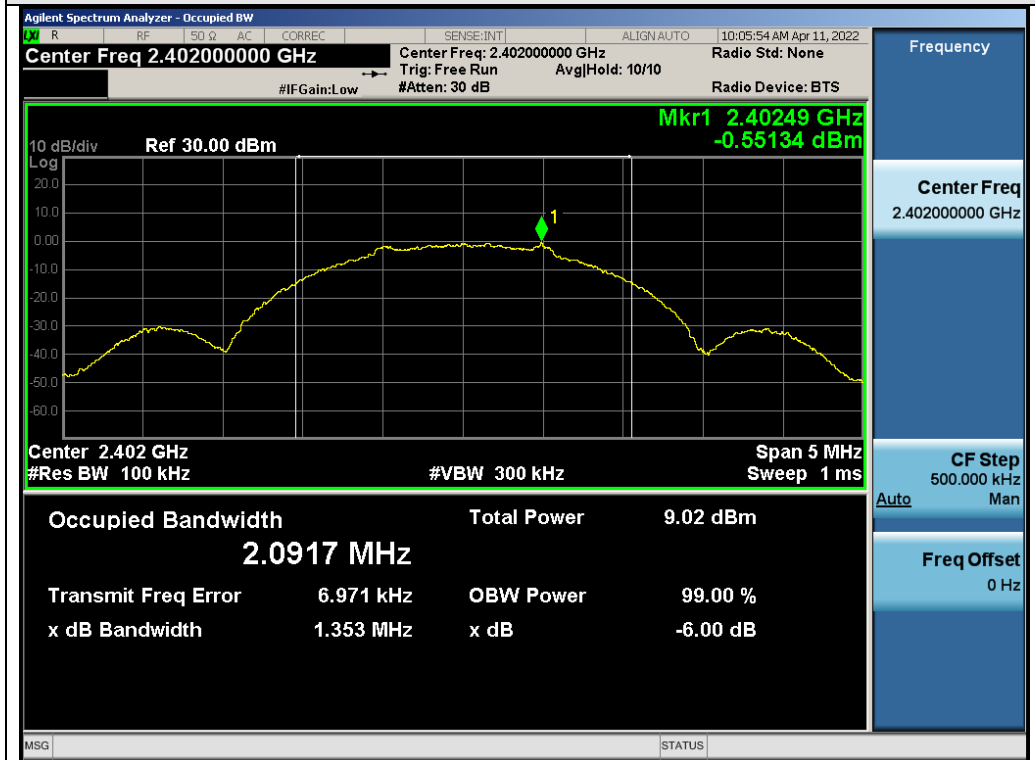 Agilent Spectrum Analyzer - Occupied BW
LXI R RF 50 Ω AC CORREC SENSE:INT ALIGN AUTO 10:05:54 AM Apr 11, 2022
Center Freq 2.402000000 GHz
Center Freq: 2.402000000 GHz
Radio Std: None
Trig: Free Run Avg|Hold: 10/10
#IFGain:Low
#Atten: 30 dB
Radio Device: BTS
Mkr1 2.40249 GHz
-0.55134 dBm
10 dB/div Ref 30.00 dBm
Log
20.0
10.0
0.00
-10.0
-20.0
-30.0
-40.0
-50.0
-60.0
1
Center 2.402 GHz Span 5 MHz
#Res BW 100 kHz #VBW 300 kHz Sweep 1 ms
Occupied Bandwidth Total Power 9.02 dBm
2.0917 MHz
Transmit Freq Error 6.971 kHz OBW Power 99.00 %
x dB Bandwidth 1.353 MHz x dB -6.00 dB
Frequency
Center Freq
2.402000000 GHz
CF Step
500.000 kHz
Auto Man
Freq Offset
0 Hz
MSG STATUS